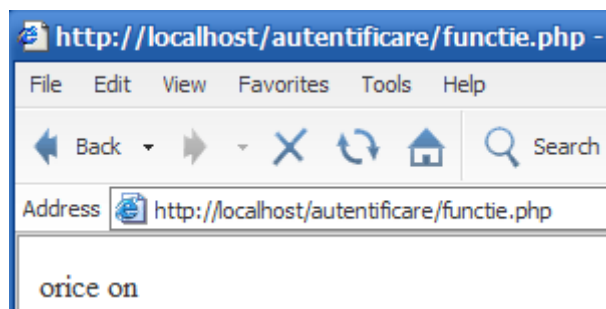 http://localhost/autentificare/functie.php -
File Edit View Favorites Tools Help
Back Search
Address http://localhost/autentificare/functie.php
orice on